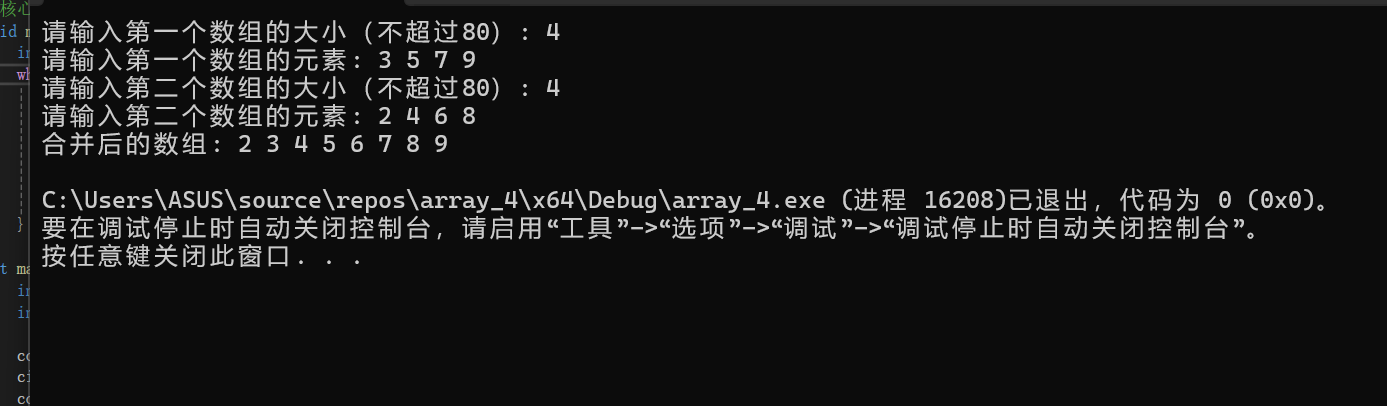 核心
请输入第一个数组的大小（不超过80）: 4
请输入第一个数组的元素: 3 5 7 9
请输入第二个数组的大小（不超过80）: 4
请输入第二个数组的元素: 2 4 6 8
合并后的数组: 2 3 4 5 6 7 8 9
C:\Users\ASUS\source\repos\array_4\x64\Debug\array_4.exe (进程 16208)已退出，代码为 0 (0x0)。
要在调试停止时自动关闭控制台，请启用“工具”->“选项”->“调试”->“调试停止时自动关闭控制台”。
按任意键关闭此窗口. . .
}